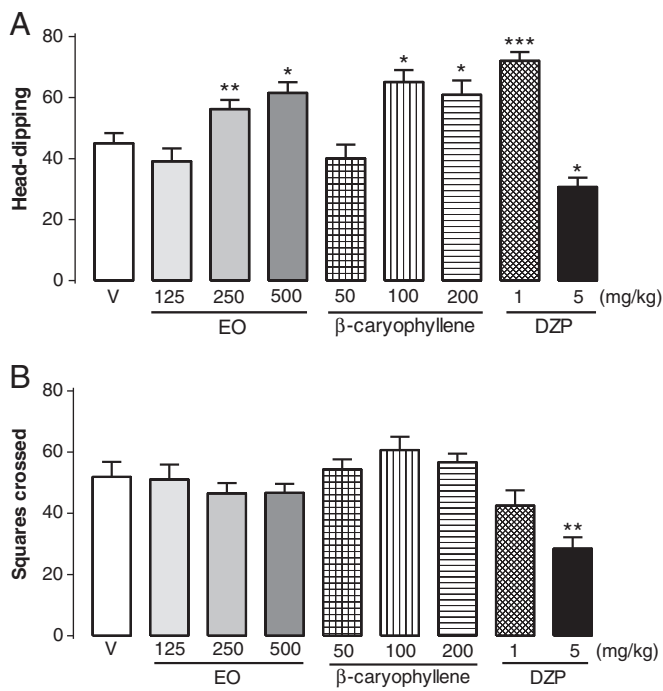 A
Head-dipping
80
60
40
20
0
** * * * *** *
V 125 250 500 50 100 200 1 5 (mg/kg)
EO β-caryophyllene DZP
B
Squares crossed
80
60
40
20
0
**
V 125 250 500 50 100 200 1 5 (mg/kg)
EO β-caryophyllene DZP